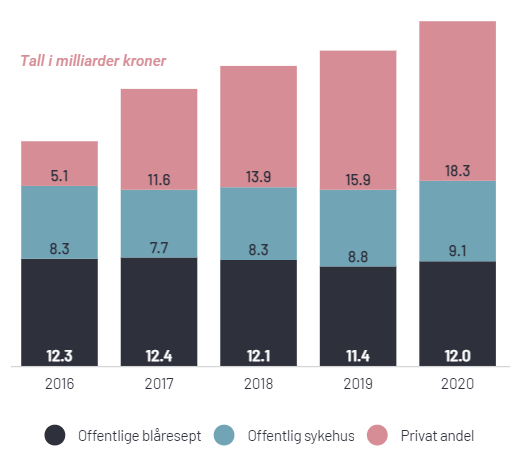 Tall i milliarder kroner
5.1 11.6 13.9 15.9 18.3
8.3 7.7 8.3 8.8 9.1
12.3 12.4 12.1 11.4 12.0
2016 2017 2018 2019 2020
Offentlige blåresept Offentlig sykehus Privat andel